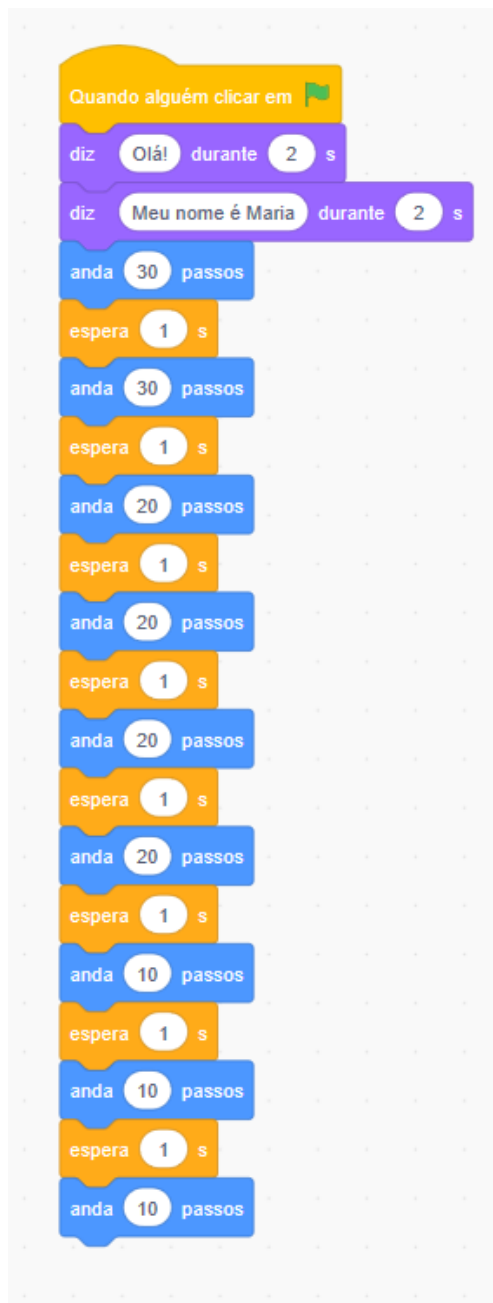 Quando alguém clicar em
diz Olá! durante 2 s
diz Meu nome é Maria durante 2 s
anda 30 passos
espera 1 s
anda 30 passos
espera 1 s
anda 20 passos
espera 1 s
anda 20 passos
espera 1 s
anda 20 passos
espera 1 s
anda 20 passos
espera 1 s
anda 10 passos
espera 1 s
anda 10 passos
espera 1 s
anda 10 passos